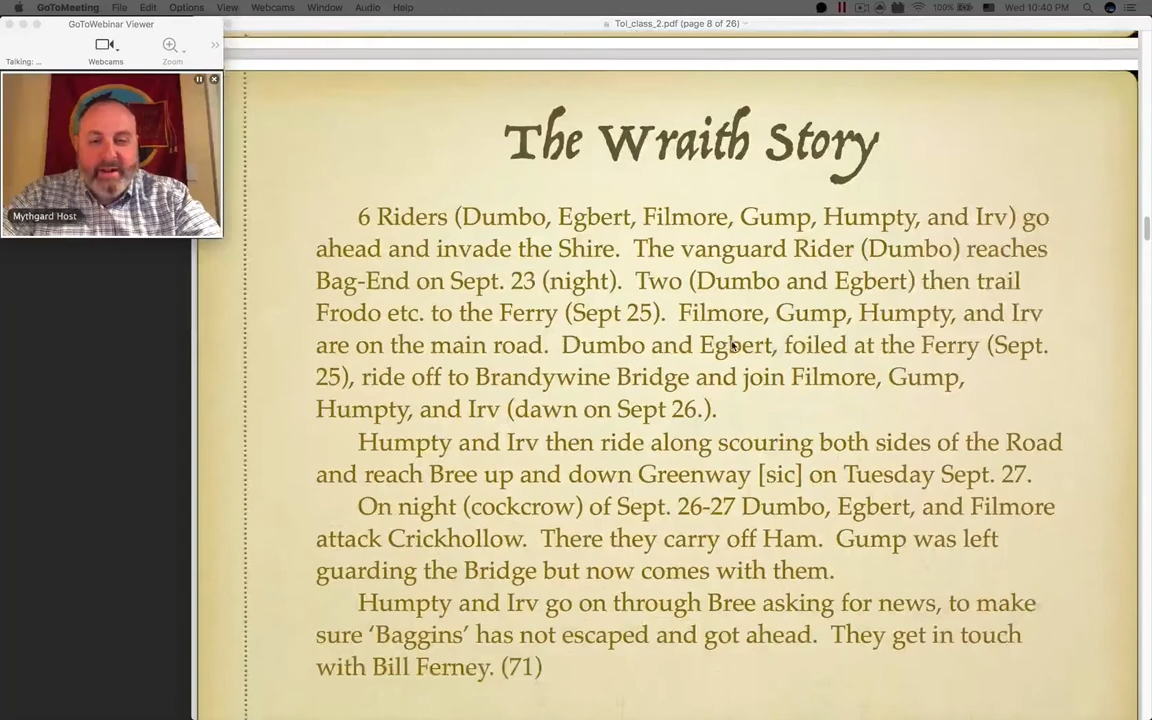 GoToMeeting File Edit Options View Webcams Window Audio Help 100% Wed 10:40 PM
GoToWebinar Viewer
ToI_class_2.pdf (page 8 of 26)
Talking: ...
Webcams
Zoom
Mythgard Host
The Wraith Story
6 Riders (Dumbo, Egbert, Filmore, Gump, Humpty, and Irv) go
ahead and invade the Shire. The vanguard Rider (Dumbo) reaches
Bag-End on Sept. 23 (night). Two (Dumbo and Egbert) then trail
Frodo etc. to the Ferry (Sept 25). Filmore, Gump, Humpty, and Irv
are on the main road. Dumbo and Egbert, foiled at the Ferry (Sept.
25), ride off to Brandywine Bridge and join Filmore, Gump,
Humpty, and Irv (dawn on Sept 26.).
Humpty and Irv then ride along scouring both sides of the Road
and reach Bree up and down Greenway [sic] on Tuesday Sept. 27.
On night (cockcrow) of Sept. 26-27 Dumbo, Egbert, and Filmore
attack Crickhollow. There they carry off Ham. Gump was left
guarding the Bridge but now comes with them.
Humpty and Irv go on through Bree asking for news, to make
sure ‘Baggins’ has not escaped and got ahead. They get in touch
with Bill Ferney. (71)